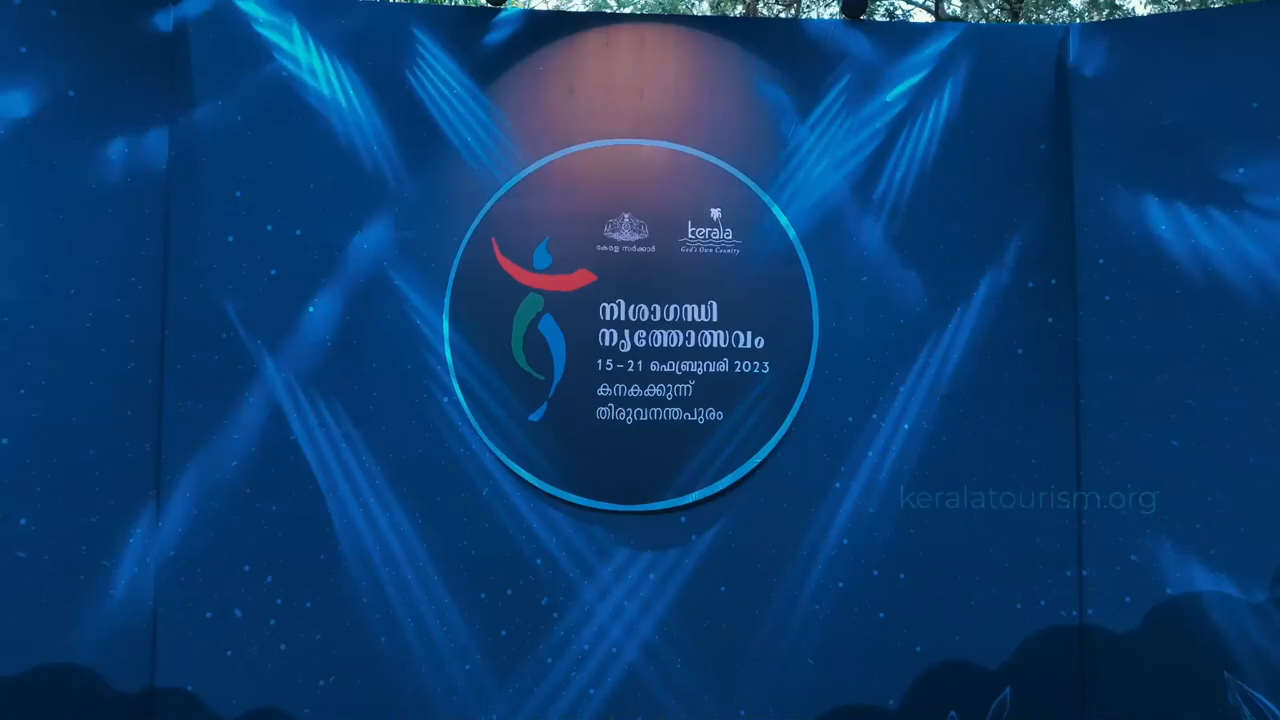 കേരള സർക്കാർ
kerala
God's Own Country
നിശാഗന്ധി
നൃത്തോത്സവം
15-21 ഫെബ്രുവരി 2023
കനകക്കുന്ന്
തിരുവനന്തപുരം
keralatourism.org